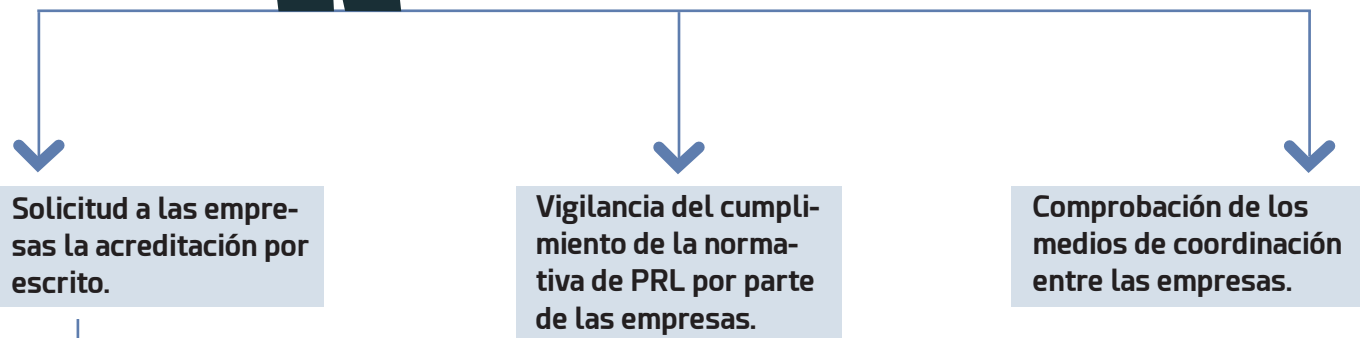 Solicitud a las empre-
sas la acreditación por
escrito.
Vigilancia del cumpli-
miento de la norma-
tiva de PRL por parte
de las empresas.
Comprobación de los
medios de coordinación
entre las empresas.